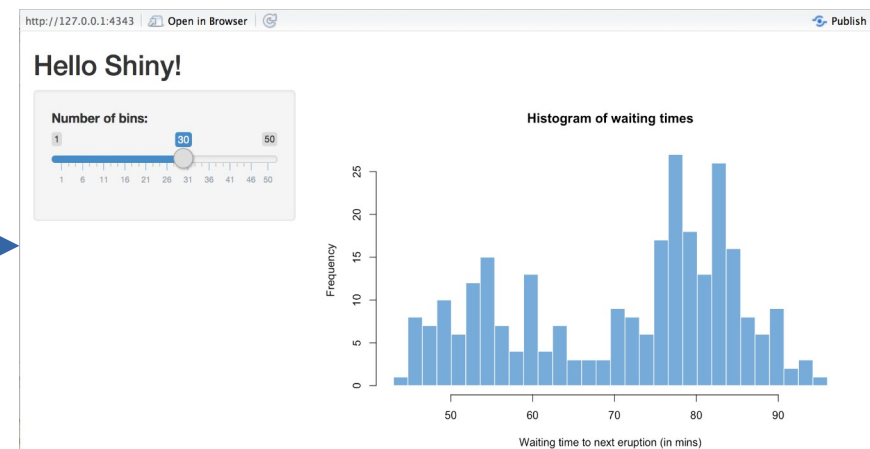 http://127.0.0.1:4343 Open in Browser Publish
Hello Shiny!
Number of bins:
1 30 50
1 6 11 16 21 26 31 36 41 46 50
Histogram of waiting times
Frequency
25
20
15
10
5
0
50 60 70 80 90
Waiting time to next eruption (in mins)